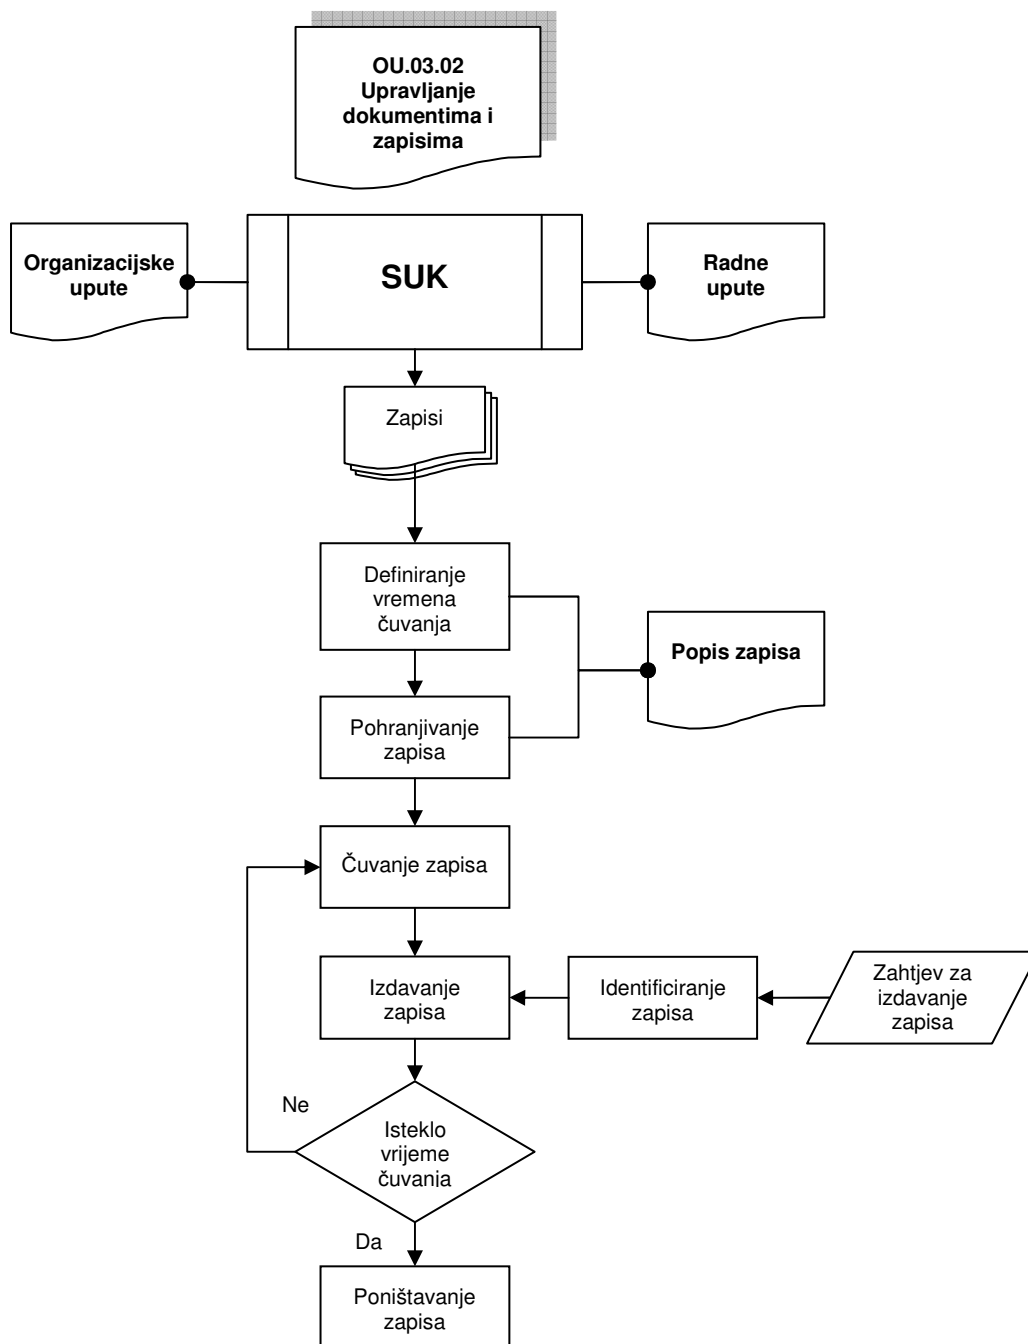 OU.03.02
Upravljanje
dokumentima i
zapisima
Organizacijske
upute
SUK
Radne
upute
Zapisi
Definiranje
vremena
čuvanja
Popis zapisa
Pohranjivanje
zapisa
Čuvanje zapisa
Izdavanje
zapisa
Identificiranje
zapisa
Zahtjev za
izdavanje
zapisa
Ne
Isteklo
vrijeme
čuvania
Da
Poništavanje
zapisa